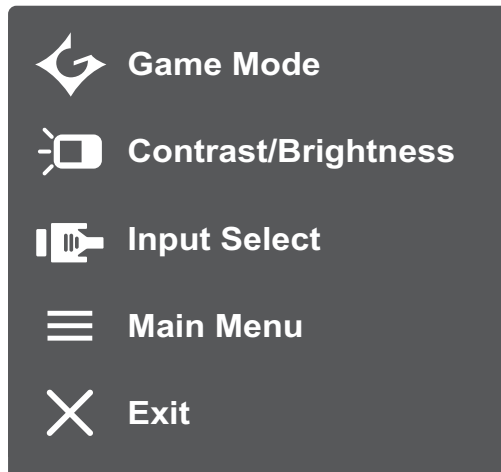 Game Mode
Contrast/Brightness
Input Select
Main Menu
Exit